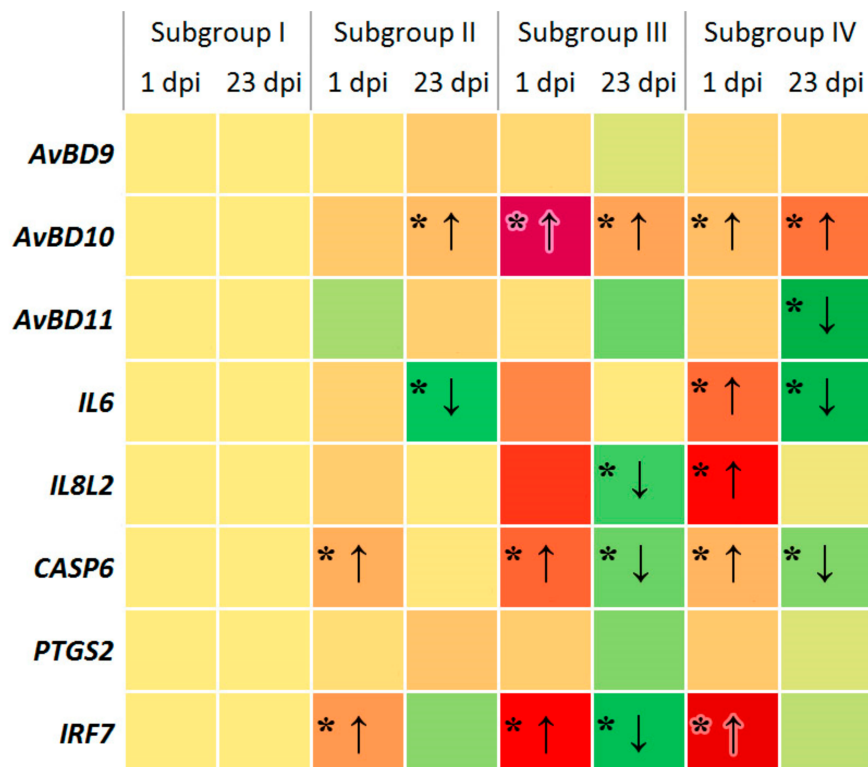 Subgroup I Subgroup II Subgroup III Subgroup IV
1 dpi 23 dpi 1 dpi 23 dpi 1 dpi 23 dpi 1 dpi 23 dpi
AvBD9
AvBD10 * ↑ * ↑ * ↑ * ↑ * ↑
AvBD11 * ↓
IL6 * ↓ * ↑ * ↓
IL8L2 * ↓ * ↑
CASP6 * ↑ * ↑ * ↓ * ↑ * ↓
PTGS2
IRF7 * ↑ * ↑ * ↓ * ↑